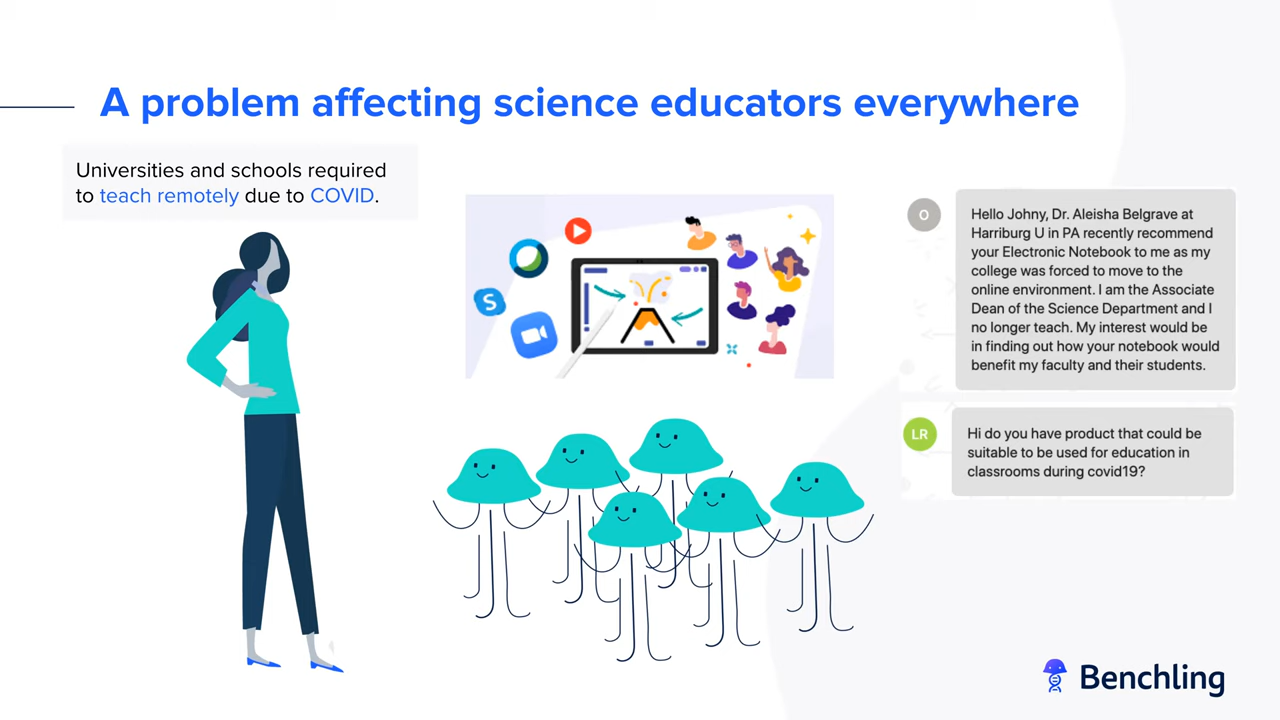 A problem affecting science educators everywhere
Universities and schools required
to teach remotely due to COVID.
S
O
Hello Johny, Dr. Aleisha Belgrave at
Harriburg U in PA recently recommend
your Electronic Notebook to me as my
college was forced to move to the
online environment. I am the Associate
Dean of the Science Department and I
no longer teach. My interest would be
in finding out how your notebook would
benefit my faculty and their students.
LR
Hi do you have product that could be
suitable to be used for education in
classrooms during covid19?
Benchling